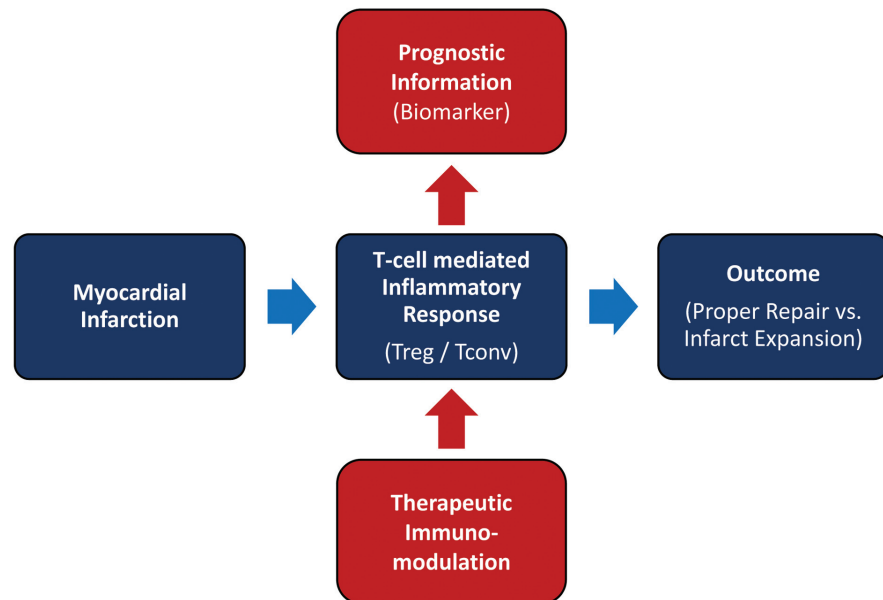 Prognostic
Information
(Biomarker)
Myocardial
Infarction
T-cell mediated
Inflammatory
Response
(Treg / Tconv)
Outcome
(Proper Repair vs.
Infarct Expansion)
Therapeutic
Immuno-
modulation